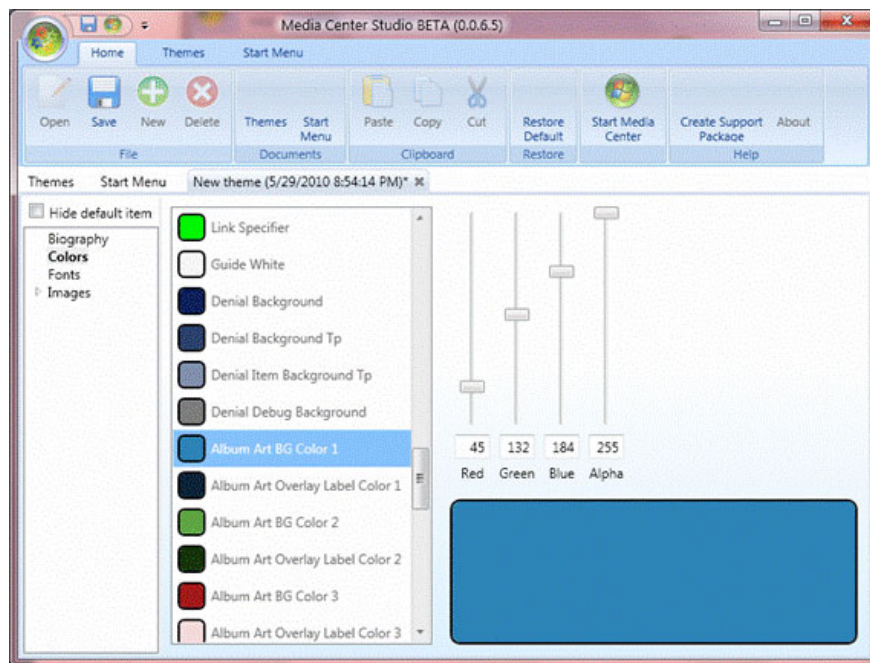 Media Center Studio BETA (0.0.6.5)
Home Themes Start Menu
Open Save New Delete Themes Start Menu Paste Copy Cut Restore Default Start Media Center Create Support Package About
File Documents Clipboard Restore Help
Themes Start Menu New theme (5/29/2010 8:54:14 PM)*
Hide default item
Biography
Colors
Fonts
Images
Link Specifier
Guide White
Denial Background
Denial Background Tp
Denial Item Background Tp
Denial Debug Background
Album Art BG Color 1
Album Art Overlay Label Color 1
Album Art BG Color 2
Album Art Overlay Label Color 2
Album Art BG Color 3
Album Art Overlay Label Color 3
45 132 184 255
Red Green Blue Alpha